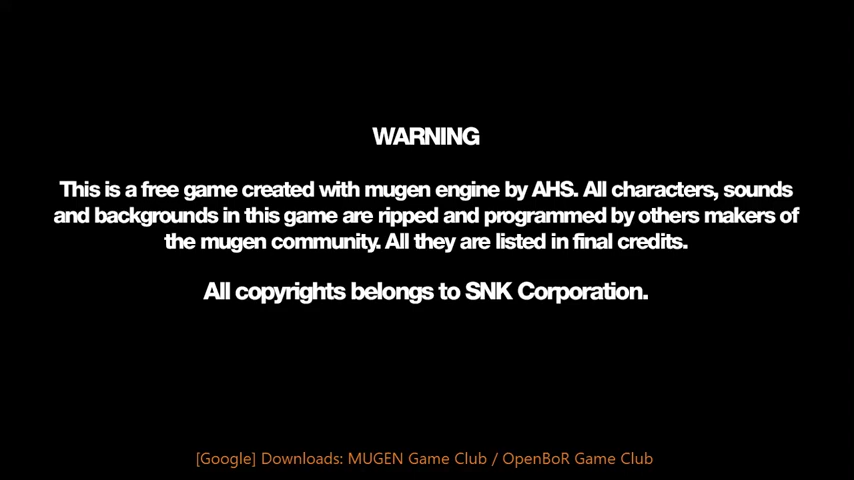 WARNING
This is a free game created with mugen engine by AHS. All characters, sounds
and backgrounds in this game are ripped and programmed by others makers of
the mugen community. All they are listed in final credits.
All copyrights belongs to SNK Corporation.
[Google] Downloads: MUGEN Game Club / OpenBoR Game Club